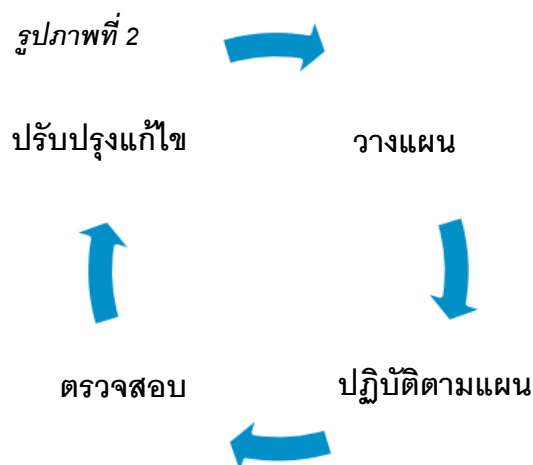 รูปภาพที่ 2
ปรับปรุงแก้ไข
วางแผน
ตรวจสอบ
ปฏิบัติตามแผน